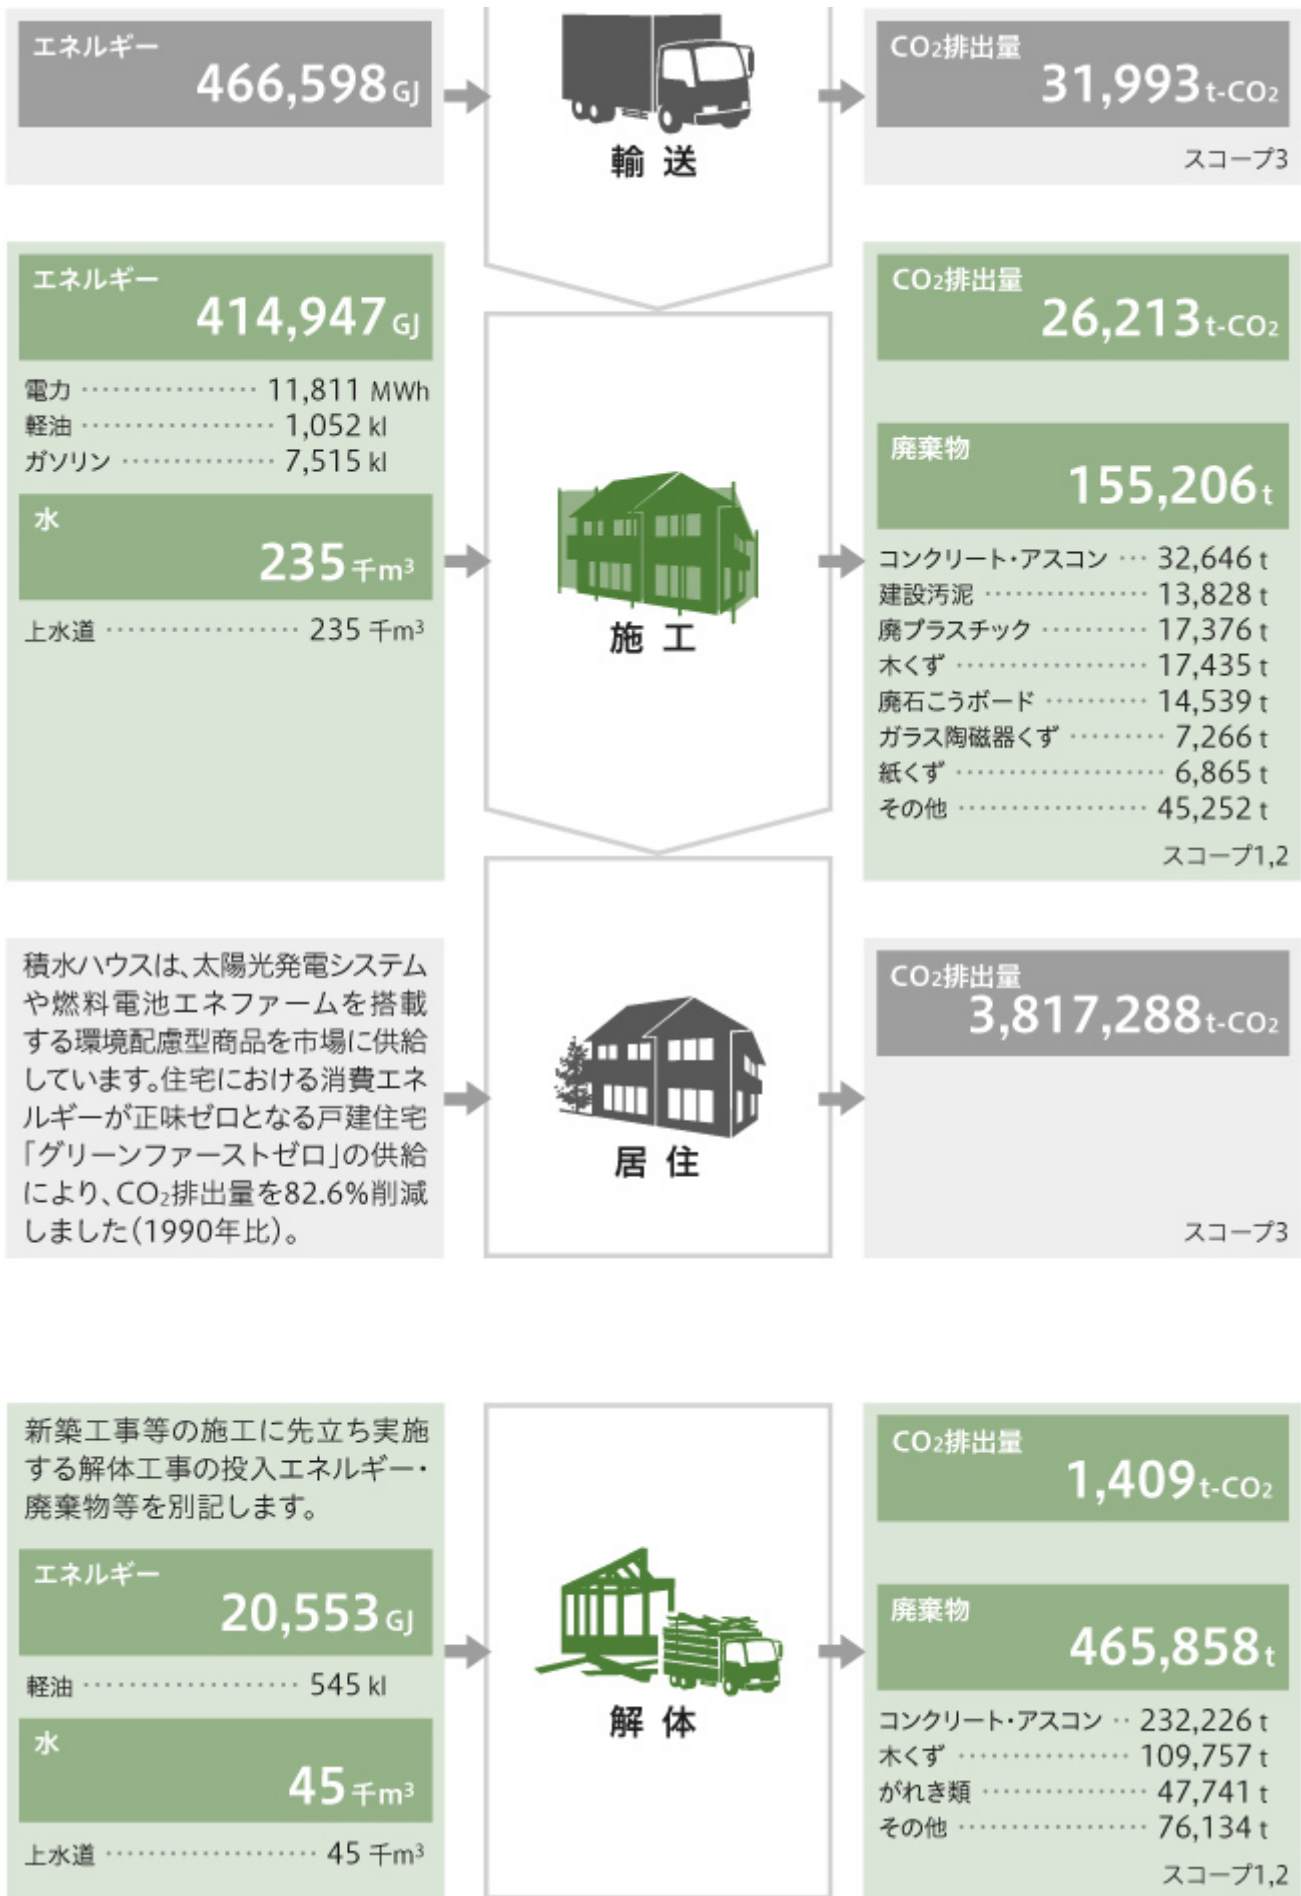 エネルギー
466,598 GJ
輸 送
CO2排出量
31,993 t-CO2
スコープ3
エネルギー
414,947 GJ
電力 ················ 11,811 MWh
軽油 ·················· 1,052 kl
ガソリン ·············· 7,515 kl
水
235 千m³
上水道 ·················· 235 千m³
施 工
CO2排出量
26,213 t-CO2
廃棄物
155,206 t
コンクリート・アスコン ··· 32,646 t
建設汚泥 ················ 13,828 t
廃プラスチック ·········· 17,376 t
木くず ·················· 17,435 t
廃石こうボード ·········· 14,539 t
ガラス陶磁器くず ········· 7,266 t
紙くず ···················· 6,865 t
その他 ·················· 45,252 t
スコープ1,2
積水ハウスは、太陽光発電システム
や燃料電池エネファームを搭載
する環境配慮型商品を市場に供給
しています。住宅における消費エネ
ルギーが正味ゼロとなる戸建住宅
「グリーンファーストゼロ」の供給
により、CO2排出量を82.6%削減
しました(1990年比)。
居 住
CO2排出量
3,817,288 t-CO2
スコープ3
新築工事等の施工に先立ち実施
する解体工事の投入エネルギー・
廃棄物等を別記します。
エネルギー
20,553 GJ
軽油 ···················· 545 kl
水
45 千m³
上水道 ···················· 45 千m³
解 体
CO2排出量
1,409 t-CO2
廃棄物
465,858 t
コンクリート・アスコン ·· 232,226 t
木くず ················ 109,757 t
がれき類 ················ 47,741 t
その他 ·················· 76,134 t
スコープ1,2